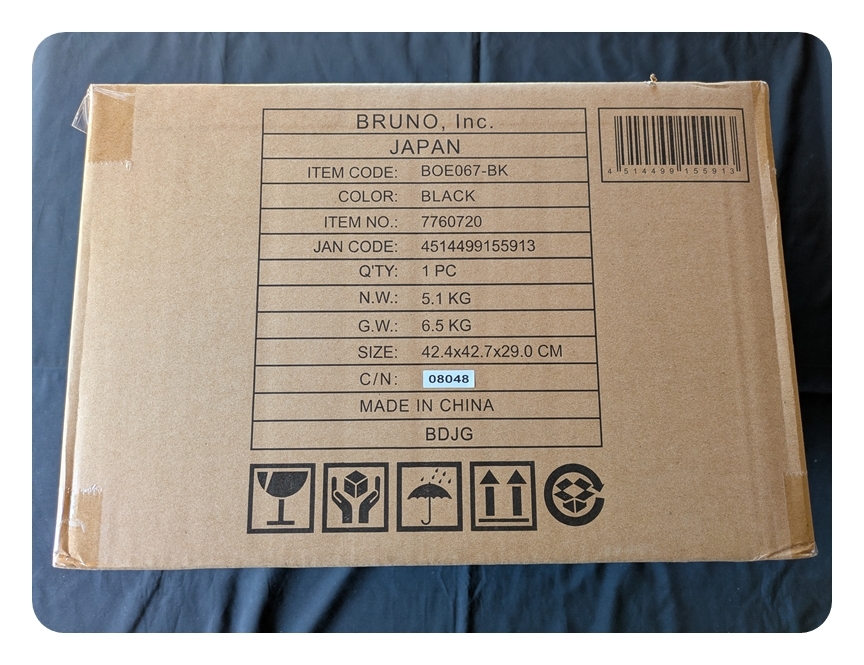 BRUNO, Inc.
JAPAN
ITEM CODE: BOE067-BK
COLOR: BLACK
ITEM NO.: 7760720
JAN CODE: 4514499155913
Q'TY: 1 PC
N.W.: 5.1 KG
G.W.: 6.5 KG
SIZE: 42.4x42.7x29.0 CM
C/N: 08048
MADE IN CHINA
BDJG
4 514499 155913